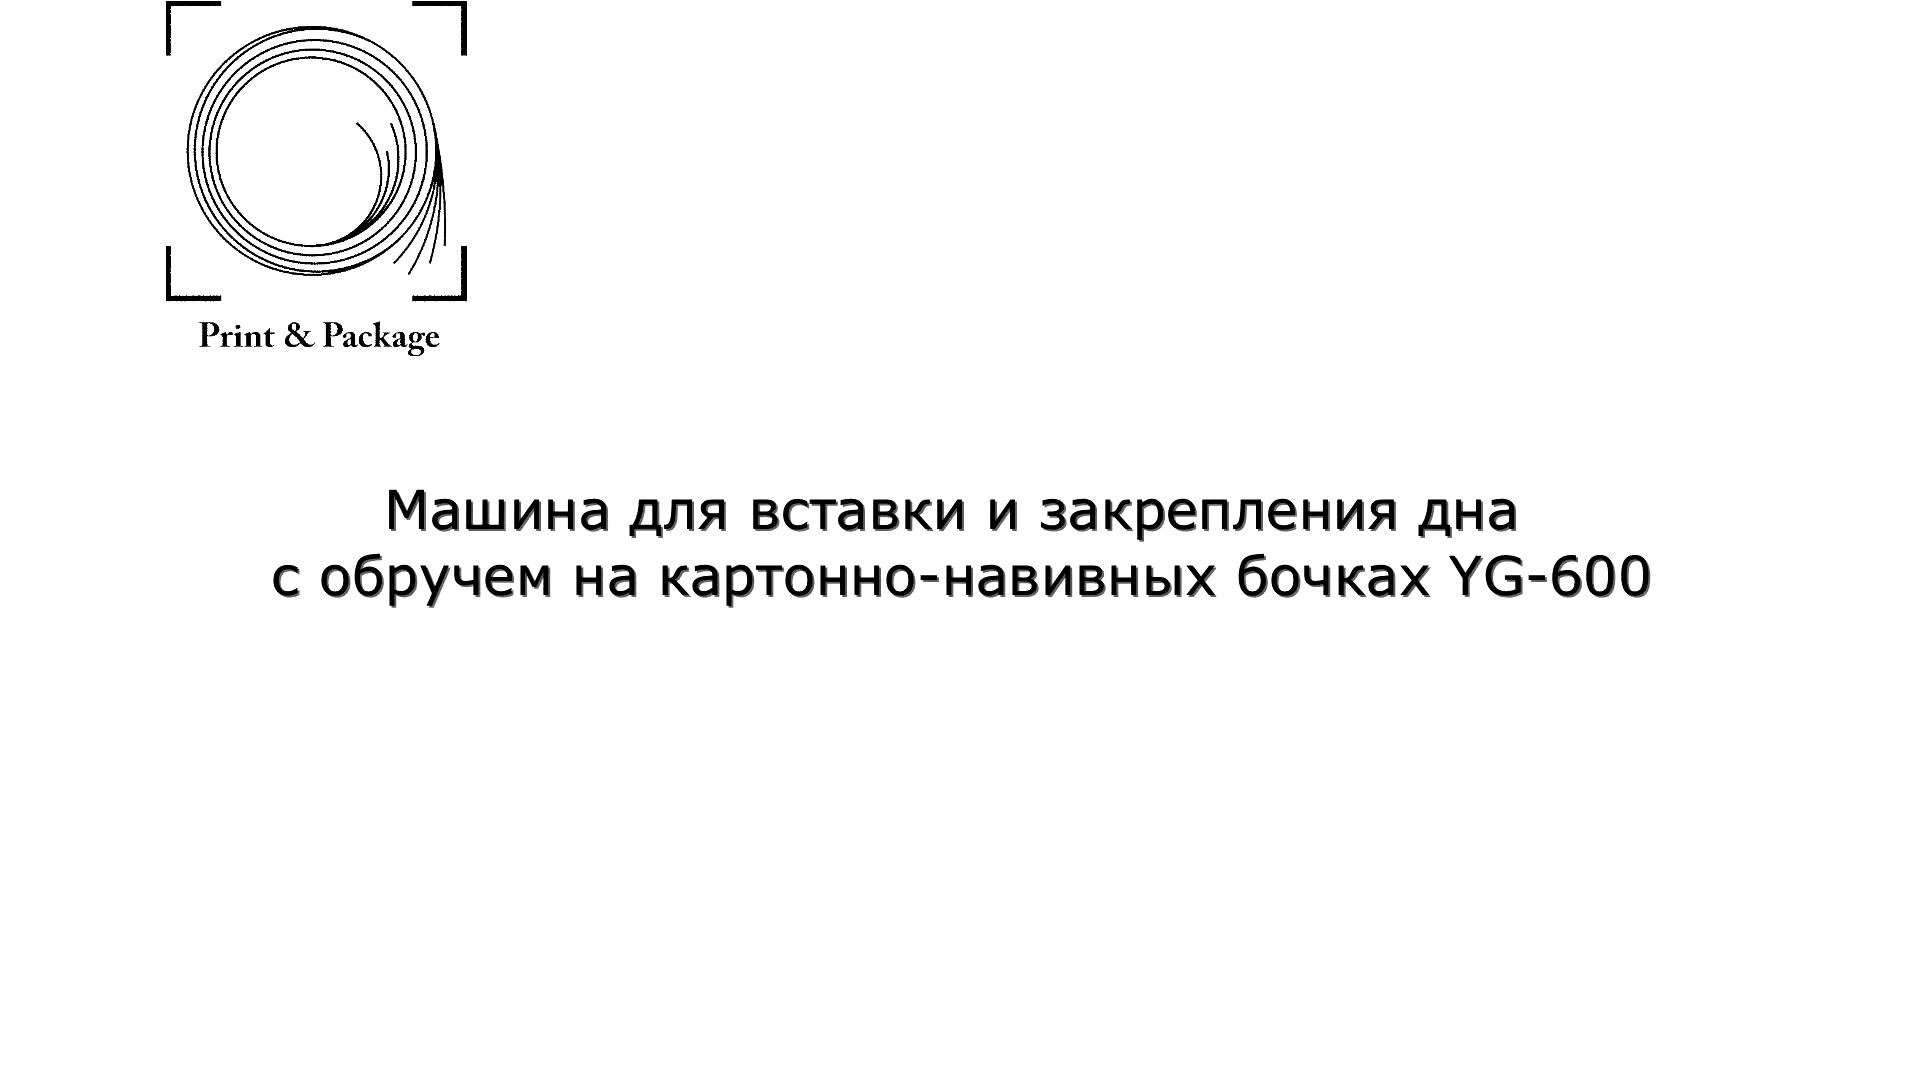 Print & Package
Машина для вставки и закрепления дна
с обручем на картонно-навивных бочках YG-600